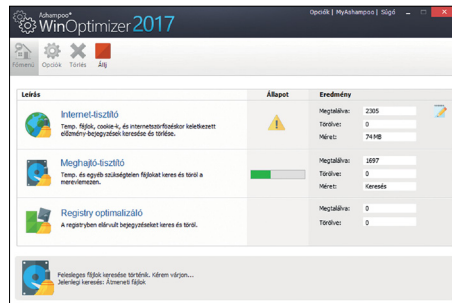 Ashampoo®
WinOptimizer 2017
Opciók | MyAshampoo | Súgó
Főmenü Opciók Törlés Állj
Leírás Állapot Eredmény
Internet-tisztító
Temp. fájlok, cookie-k, és internetszörfözéskor keletkezett
előzmény-bejegyzések keresése és törlése.
Megtalálva: 2305
Törölve: 0
Méret: 74 MB
Meghajtó-tisztító
Temp. és egyéb szükségtelen fájlokat keres és töröl a
merevlemezen.
Megtalálva: 1697
Törölve: 0
Méret: Keresés
Registry optimalizáló
A registryben elárvult bejegyzéseket keres és töröl.
Megtalálva: 0
Törölve: 0
Felesleges fájlok keresése történik. Kérem várjon...
Jelenlegi keresés: Átmeneti fájlok